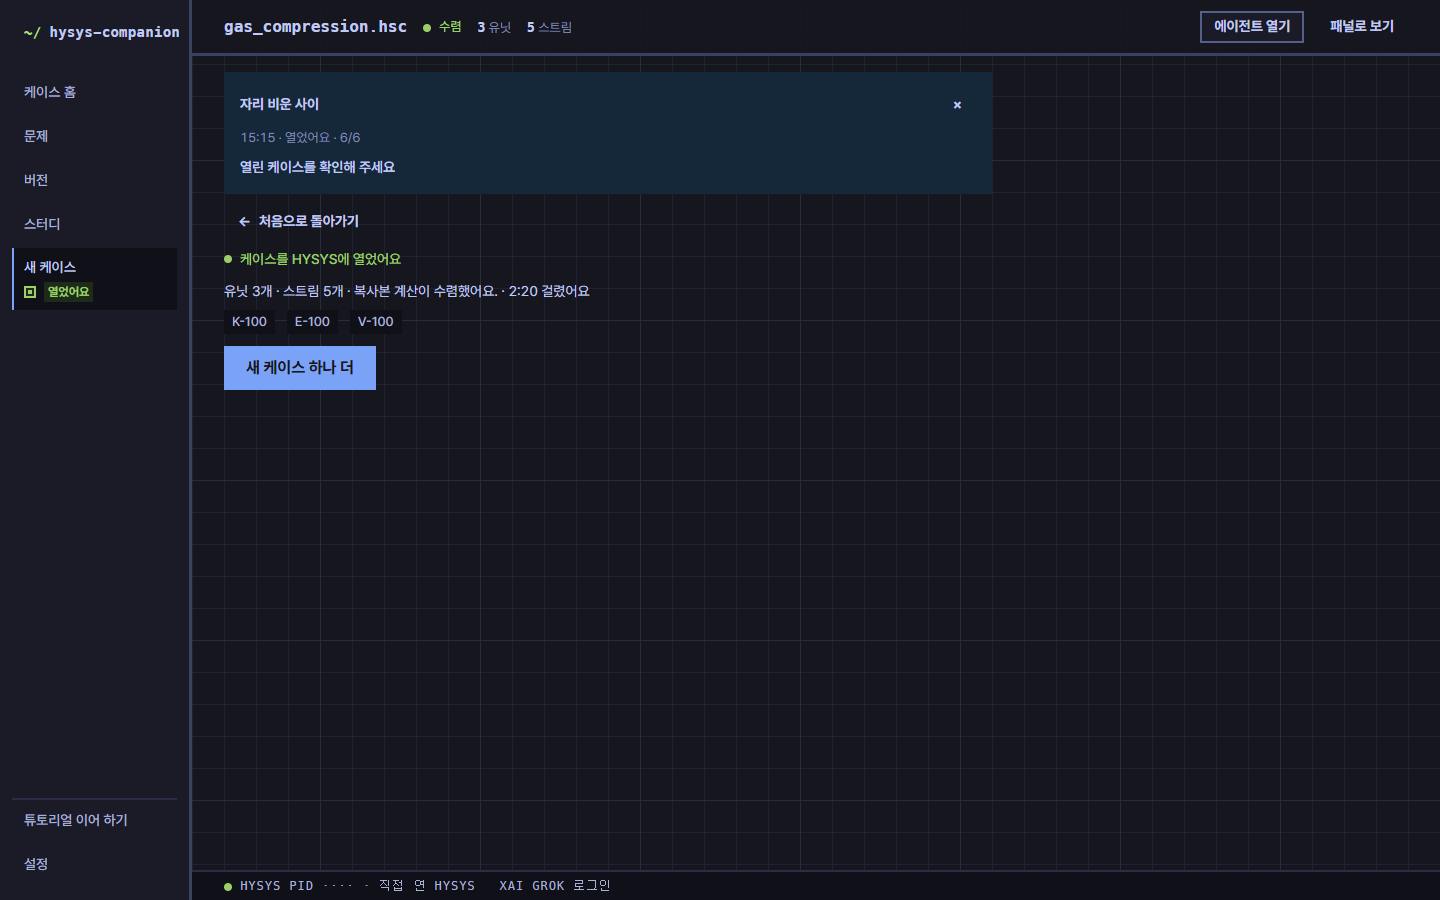 ~/ hysys-companion
케이스 홈
문제
버전
스터디
새 케이스
열었어요
튜토리얼 이어 하기
설정
gas_compression.hsc 수렴 3 유닛 5 스트림
에이전트 열기
패널로 보기
자리 비운 사이 ×
15:15 · 열었어요 · 6/6
열린 케이스를 확인해 주세요
← 처음으로 돌아가기
케이스를 HYSYS에 열었어요
유닛 3개 · 스트림 5개 · 복사본 계산이 수렴했어요. · 2:20 걸렸어요
K-100 E-100 V-100
새 케이스 하나 더
HYSYS PID ···· · 직접 연 HYSYS XAI GROK 로그인